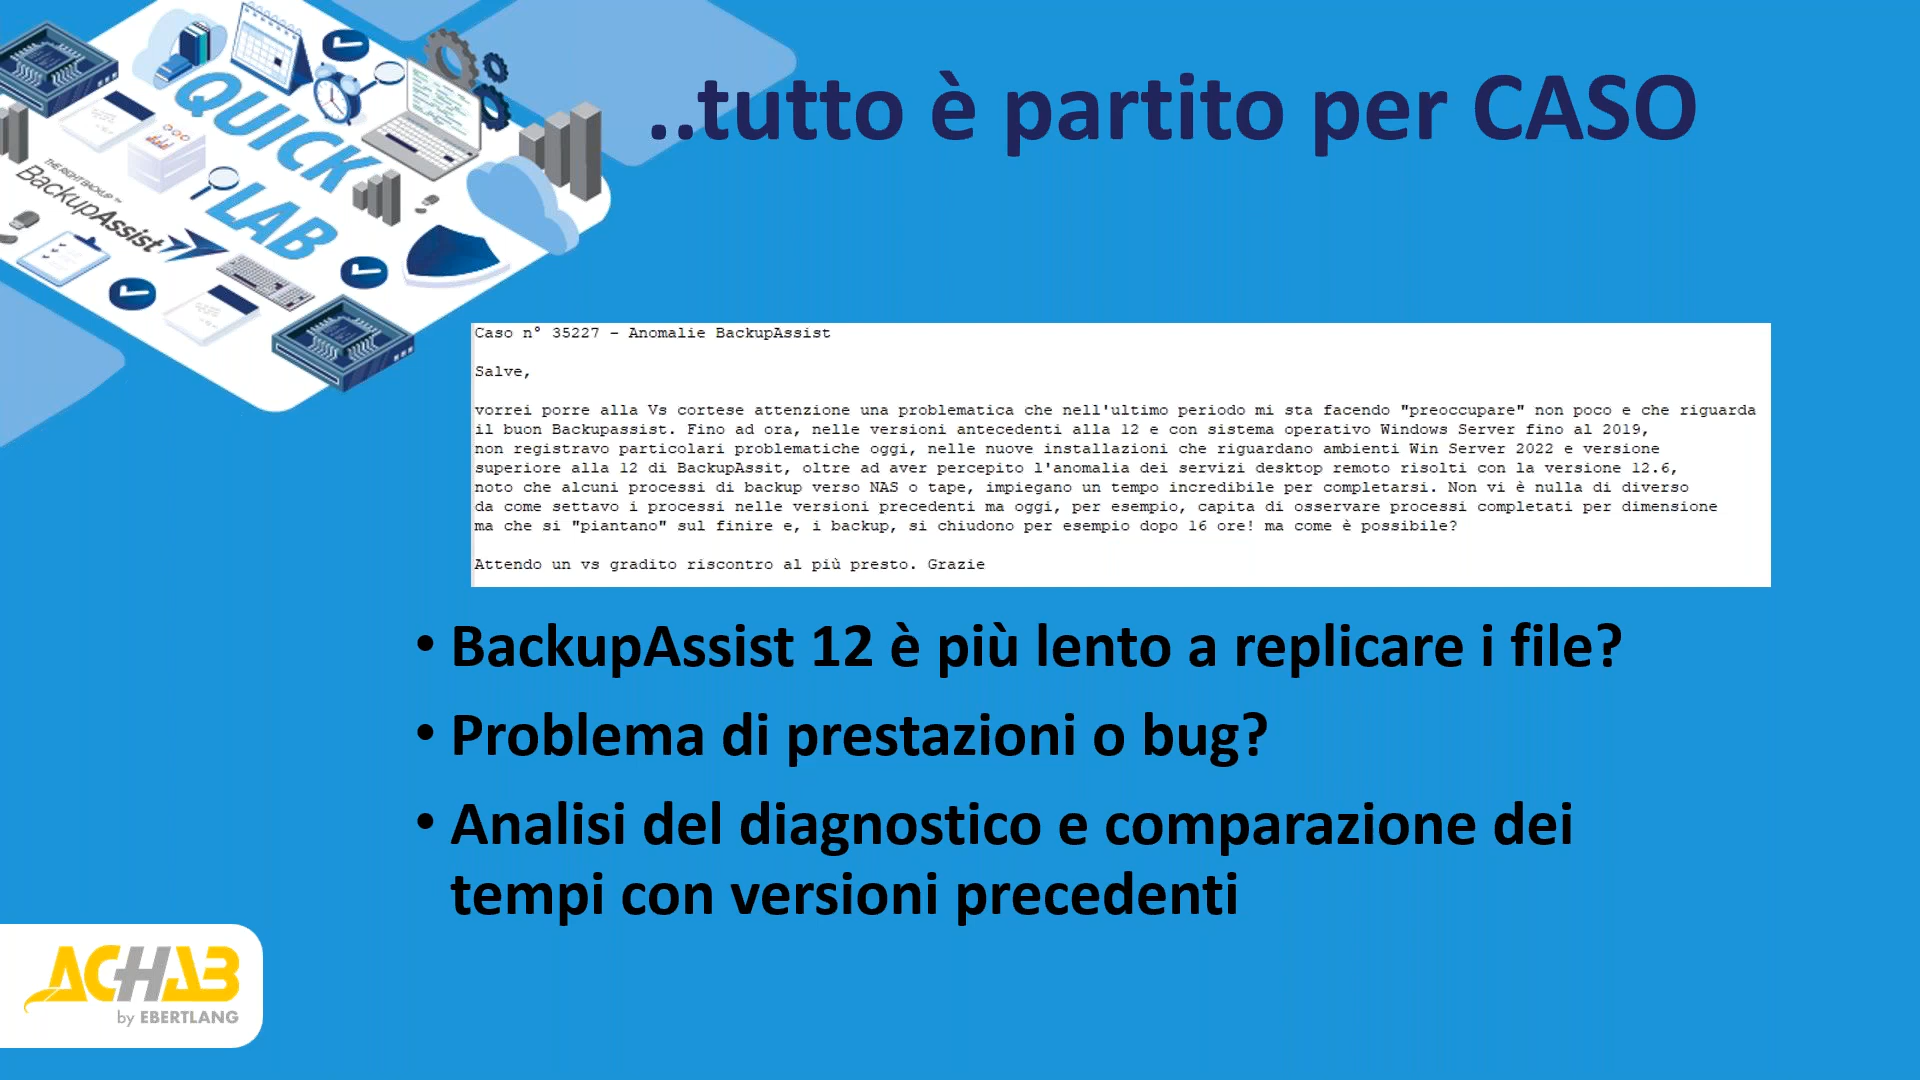 ..tutto è partito per CASO
QUICK
LAB
THE RIGHT BACKUP™
BackupAssist
Caso n° 35227 - Anomalie BackupAssist
Salve,
vorrei porre alla Vs cortese attenzione una problematica che nell'ultimo periodo mi sta facendo "preoccupare" non poco e che riguarda
il buon Backupassist. Fino ad ora, nelle versioni antecedenti alla 12 e con sistema operativo Windows Server fino al 2019,
non registravo particolari problematiche oggi, nelle nuove installazioni che riguardano ambienti Win Server 2022 e versione
superiore alla 12 di BackupAssit, oltre ad aver percepito l'anomalia dei servizi desktop remoto risolti con la versione 12.6,
noto che alcuni processi di backup verso NAS o tape, impiegano un tempo incredibile per completarsi. Non vi è nulla di diverso
da come settavo i processi nelle versioni precedenti ma oggi, per esempio, capita di osservare processi completati per dimensione
ma che si "piantano" sul finire e, i backup, si chiudono per esempio dopo 16 ore! ma come è possibile?
Attendo un vs gradito riscontro al più presto. Grazie
• BackupAssist 12 è più lento a replicare i file?
• Problema di prestazioni o bug?
• Analisi del diagnostico e comparazione dei
tempi con versioni precedenti
ACHAB
by EBERTLANG